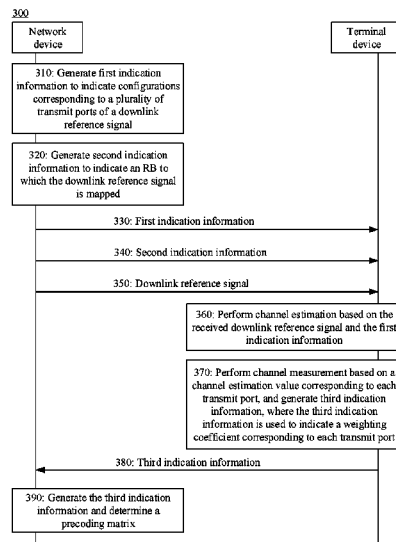 300
Network
device
Terminal
device
310: Generate first indication
information to indicate configurations
corresponding to a plurality of
transmit ports of a downlink
reference signal
320: Generate second indication
information to indicate an RB to
which the downlink reference signal
is mapped
330: First indication information
340: Second indication information
350: Downlink reference signal
360: Perform channel estimation based on the
received downlink reference signal and the first
indication information
370: Perform channel measurement based on a
channel estimation value corresponding to each
transmit port, and generate third indication
information, where the third indication
information is used to indicate a weighting
coefficient corresponding to each transmit port
380: Third indication information
390: Generate the third indication
information and determine a
precoding matrix